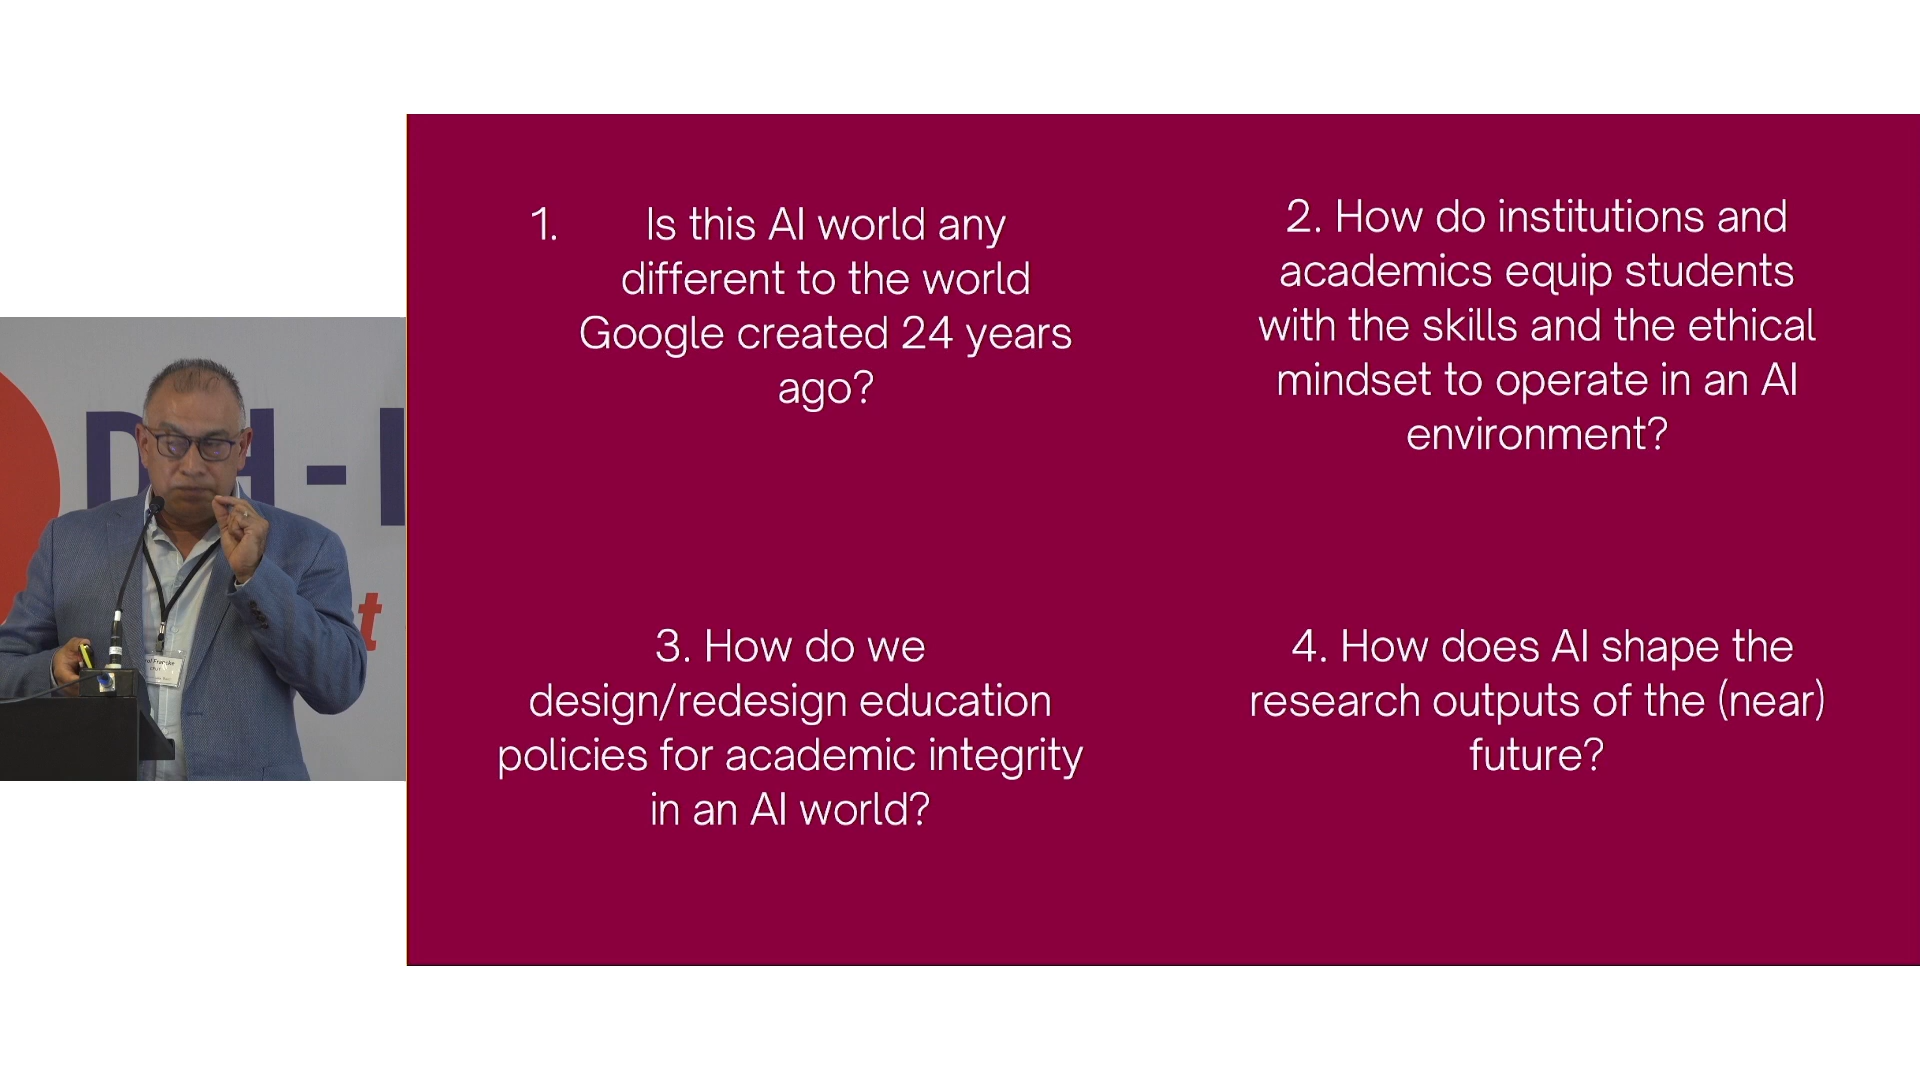 1. Is this AI world any
different to the world
Google created 24 years
ago?
2. How do institutions and
academics equip students
with the skills and the ethical
mindset to operate in an AI
environment?
3. How do we
design/redesign education
policies for academic integrity
in an AI world?
4. How does AI shape the
research outputs of the (near)
future?